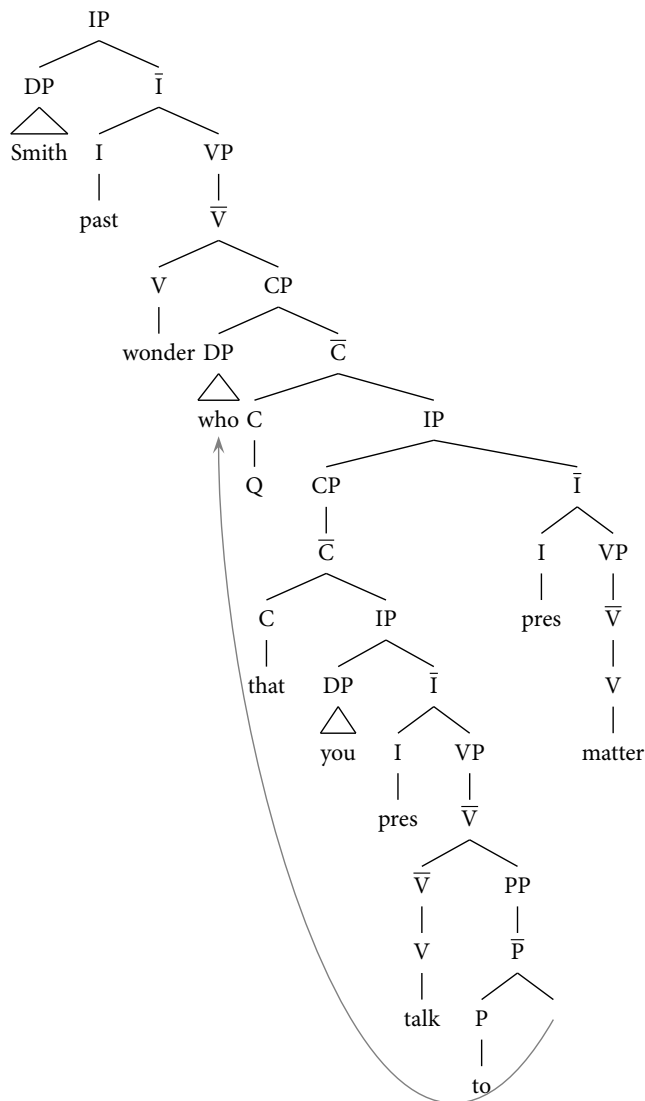 IP
DP Ī
Smith I VP
past V̅
V CP
wonder DP C̅
who C IP
Q CP Ī
C̅ I VP
C IP pres V̅
that DP Ī V
you I VP matter
pres V̅
V̅ PP
V P̅
talk P
to